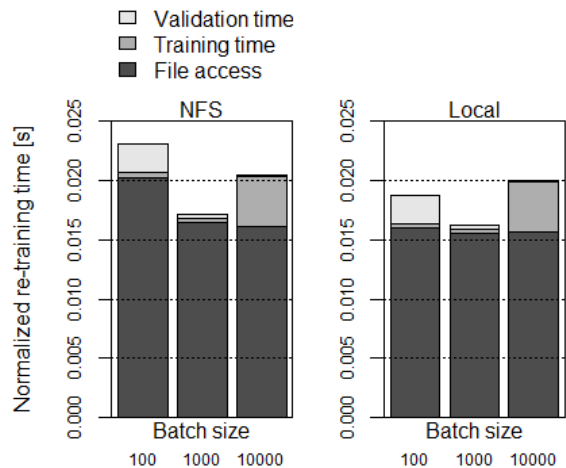 Validation time
Training time
File access
Normalized re-training time [s]
NFS
0.025
0.020
0.015
0.010
0.005
0.000
Batch size
100 1000 10000
Local
0.025
0.020
0.015
0.010
0.005
0.000
Batch size
100 1000 10000